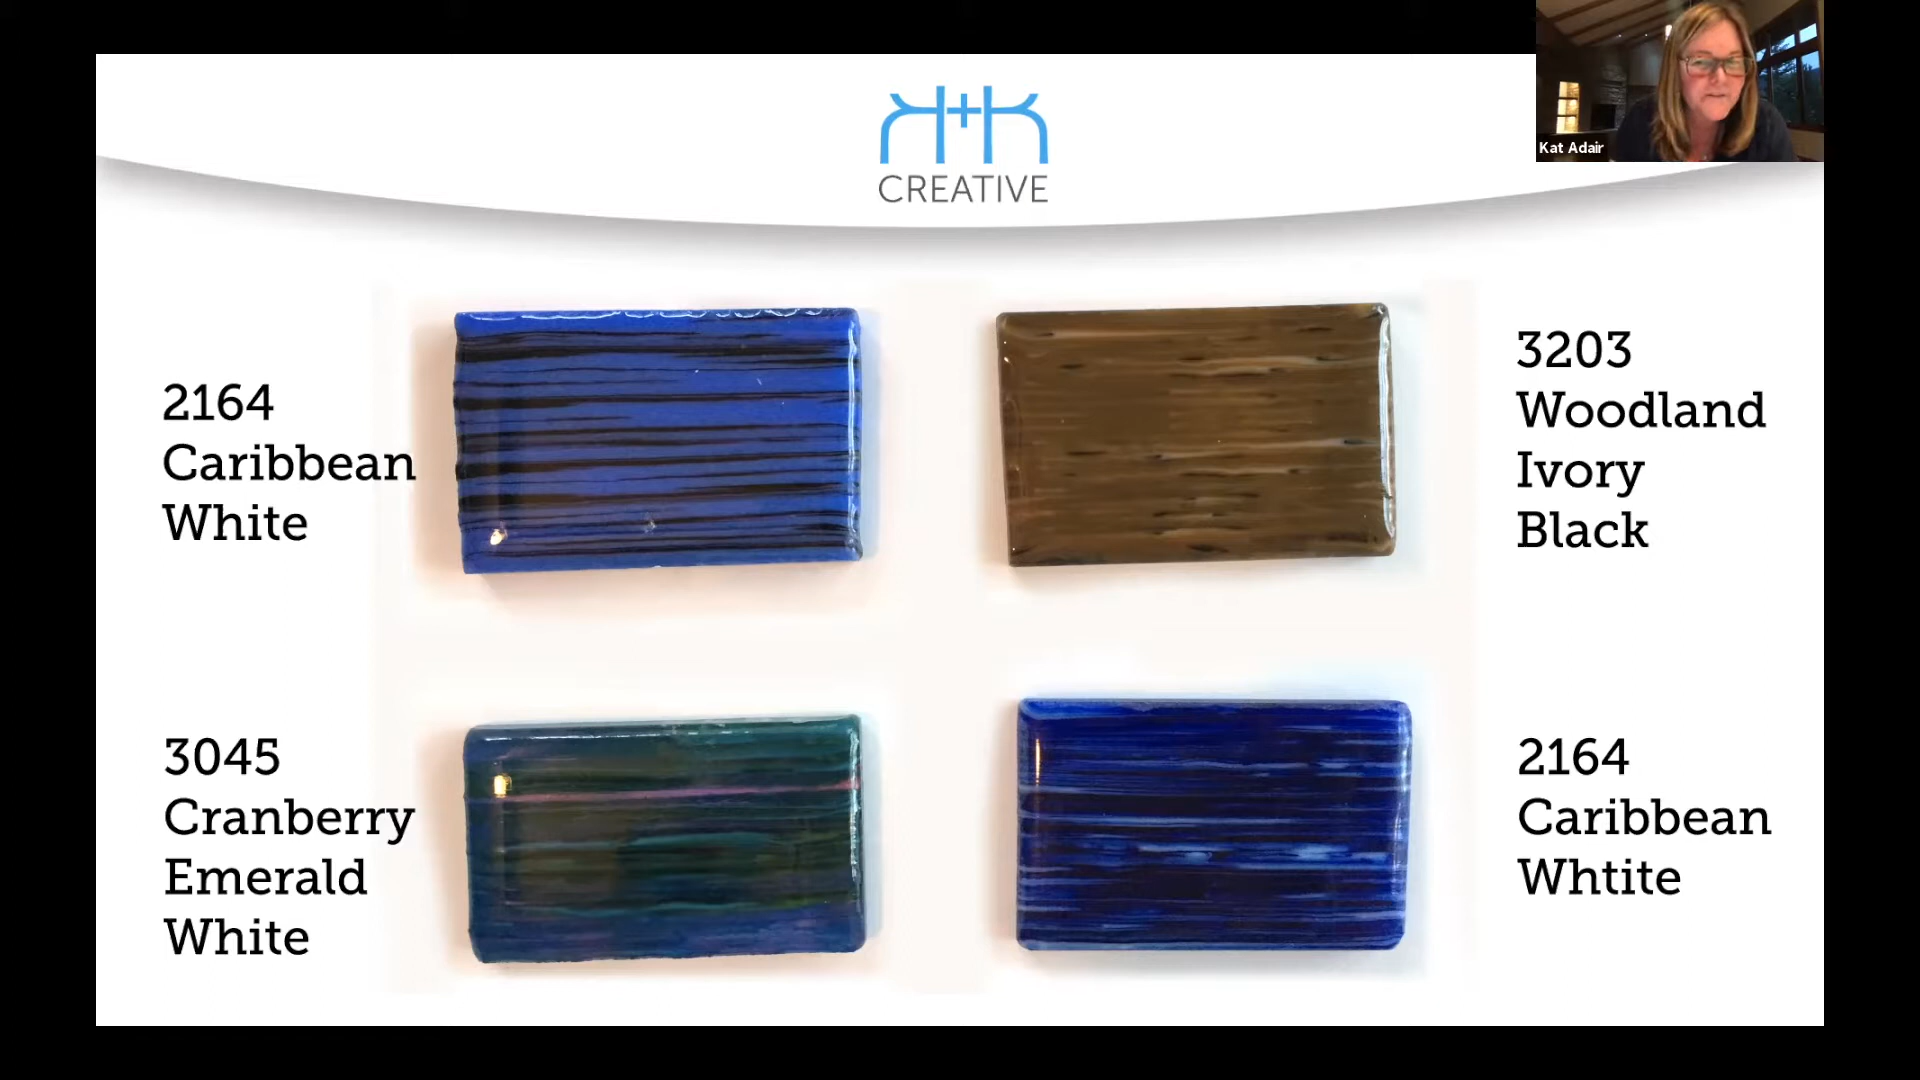 K+K
CREATIVE
Kat Adair
2164
Caribbean
White
3203
Woodland
Ivory
Black
3045
Cranberry
Emerald
White
2164
Caribbean
Whtite